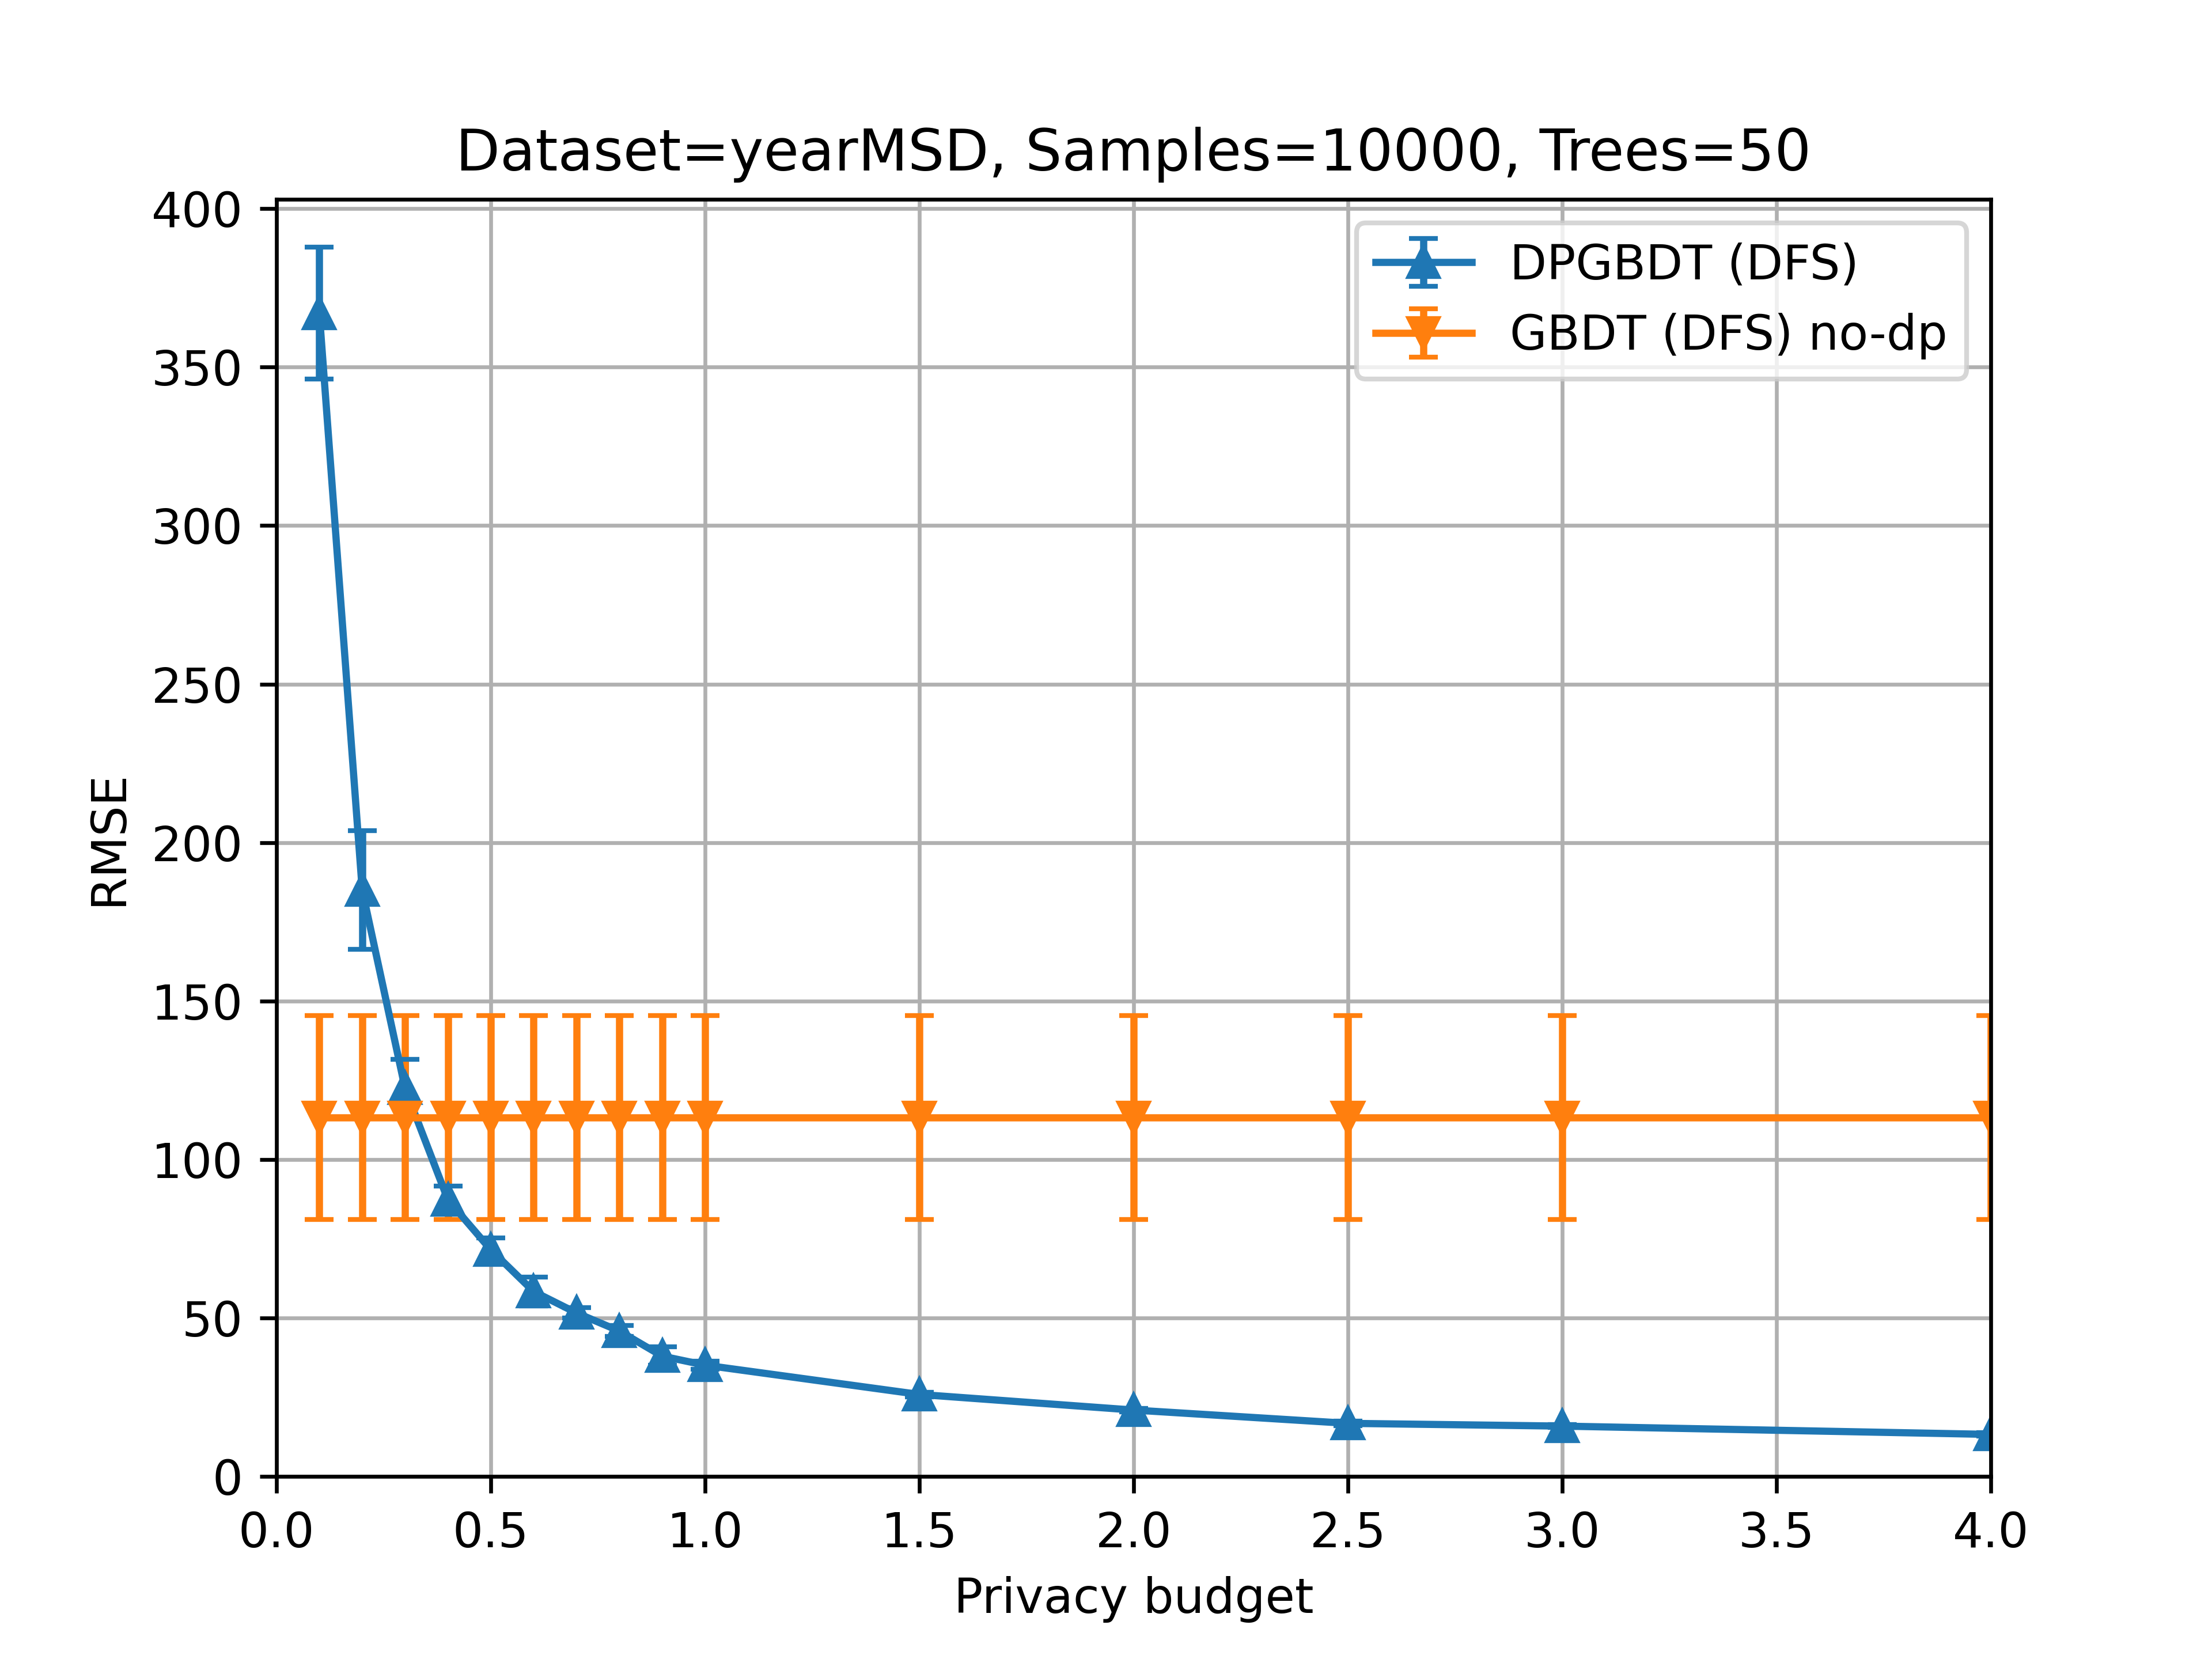 Dataset=yearMSD, Samples=10000, Trees=50
400
350
300
250
200
150
100
50
0
RMSE
DPGBDT (DFS)
GBDT (DFS) no-dp
0.0 0.5 1.0 1.5 2.0 2.5 3.0 3.5 4.0
Privacy budget